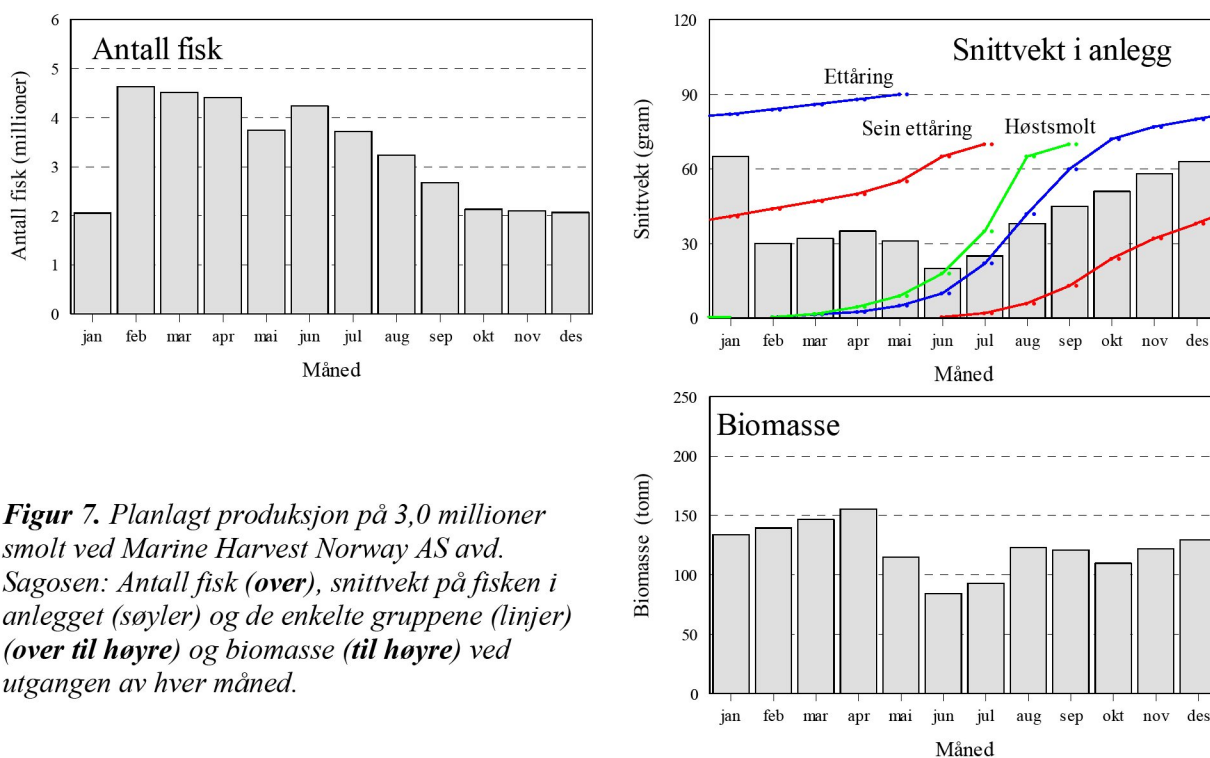 Antall fisk
Antall fisk (millioner)
6
5
4
3
2
1
0
jan feb mar apr mai jun jul aug sep okt nov des
Måned
Snittvekt i anlegg
Ettåring
Sein ettåring
Høstsmolt
Snittvekt (gram)
120
90
60
30
0
jan feb mar apr mai jun jul aug sep okt nov des
Måned
Biomasse
Biomasse (tonn)
250
200
150
100
50
0
jan feb mar apr mai jun jul aug sep okt nov des
Måned
Figur 7. Planlagt produksjon på 3,0 millioner
smolt ved Marine Harvest Norway AS avd.
Sagosen: Antall fisk (over), snittvekt på fisken i
anlegget (søyler) og de enkelte gruppene (linjer)
(over til høyre) og biomasse (til høyre) ved
utgangen av hver måned.